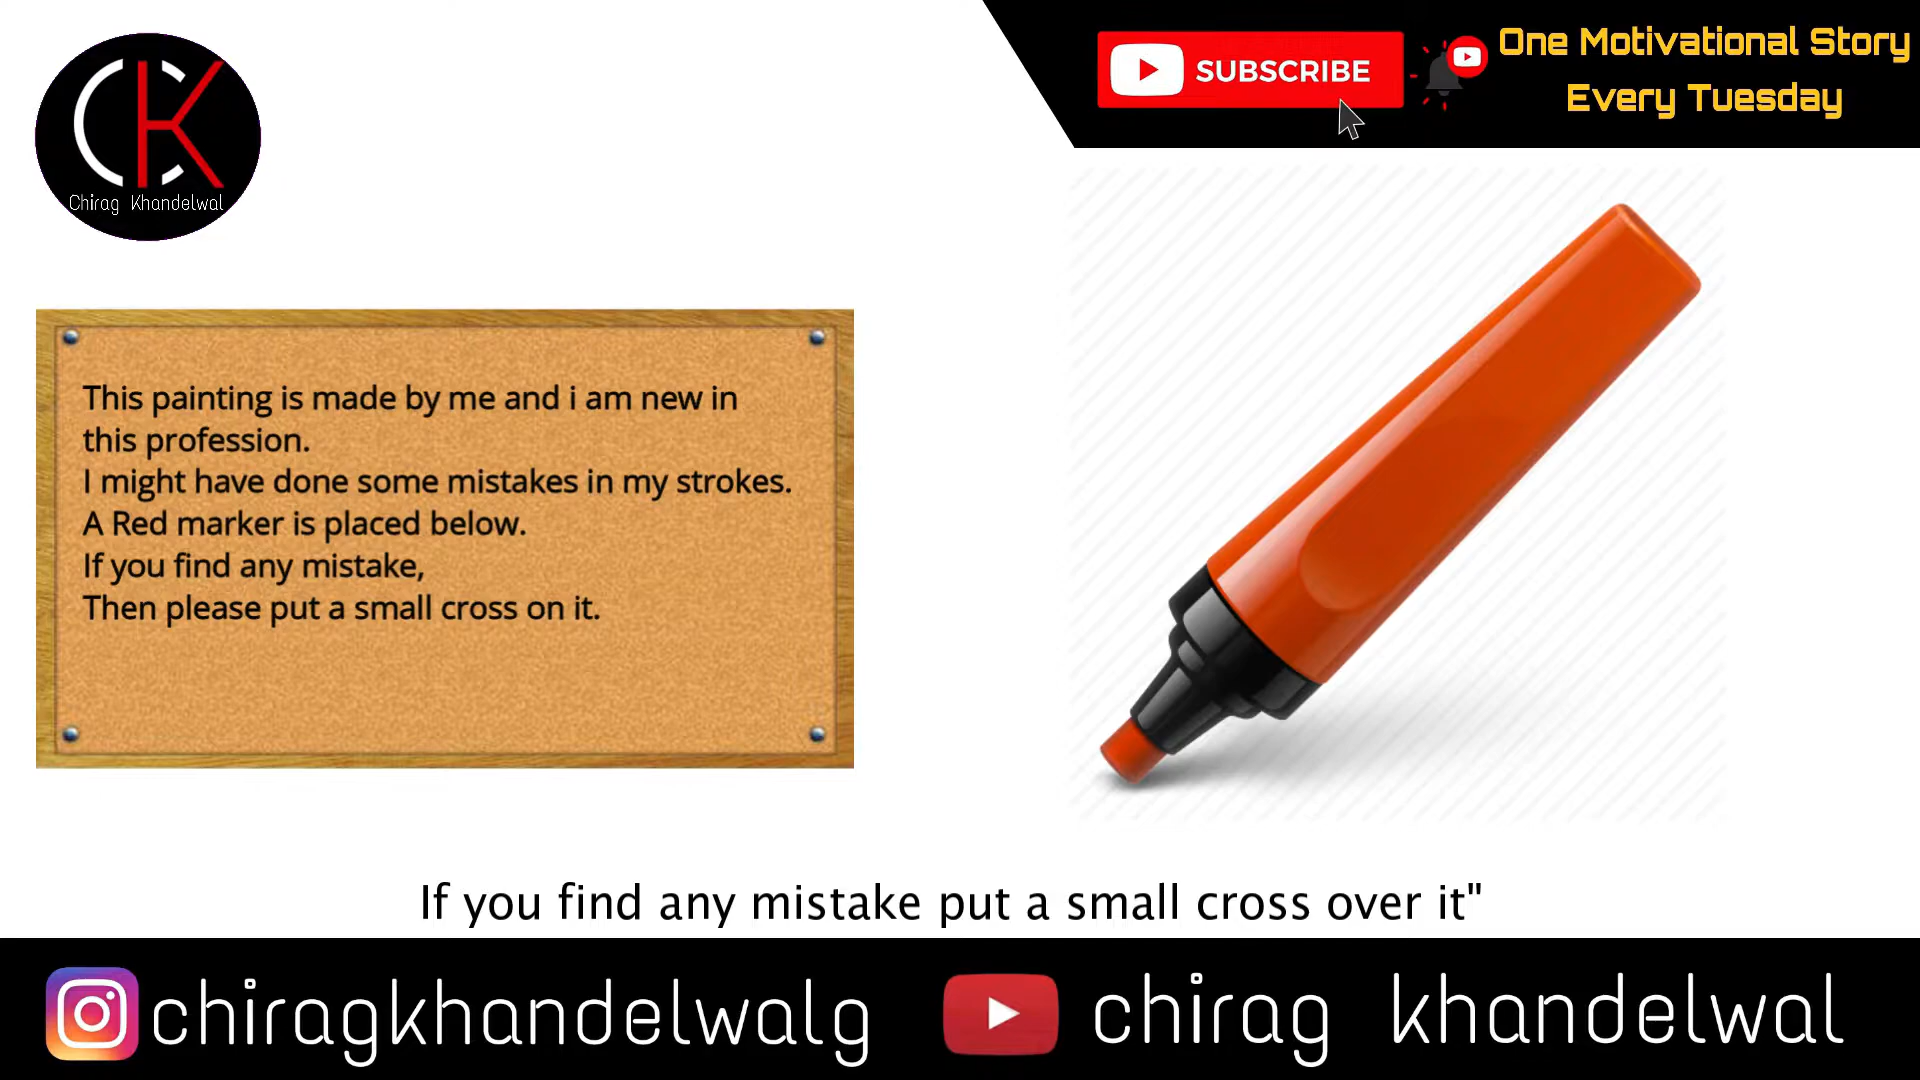 CK
Chirag Khandelwal
SUBSCRIBE
One Motivational Story
Every Tuesday
This painting is made by me and i am new in
this profession.
I might have done some mistakes in my strokes.
A Red marker is placed below.
If you find any mistake,
Then please put a small cross on it.
If you find any mistake put a small cross over it"
chiragkhandelwalg
chirag khandelwal